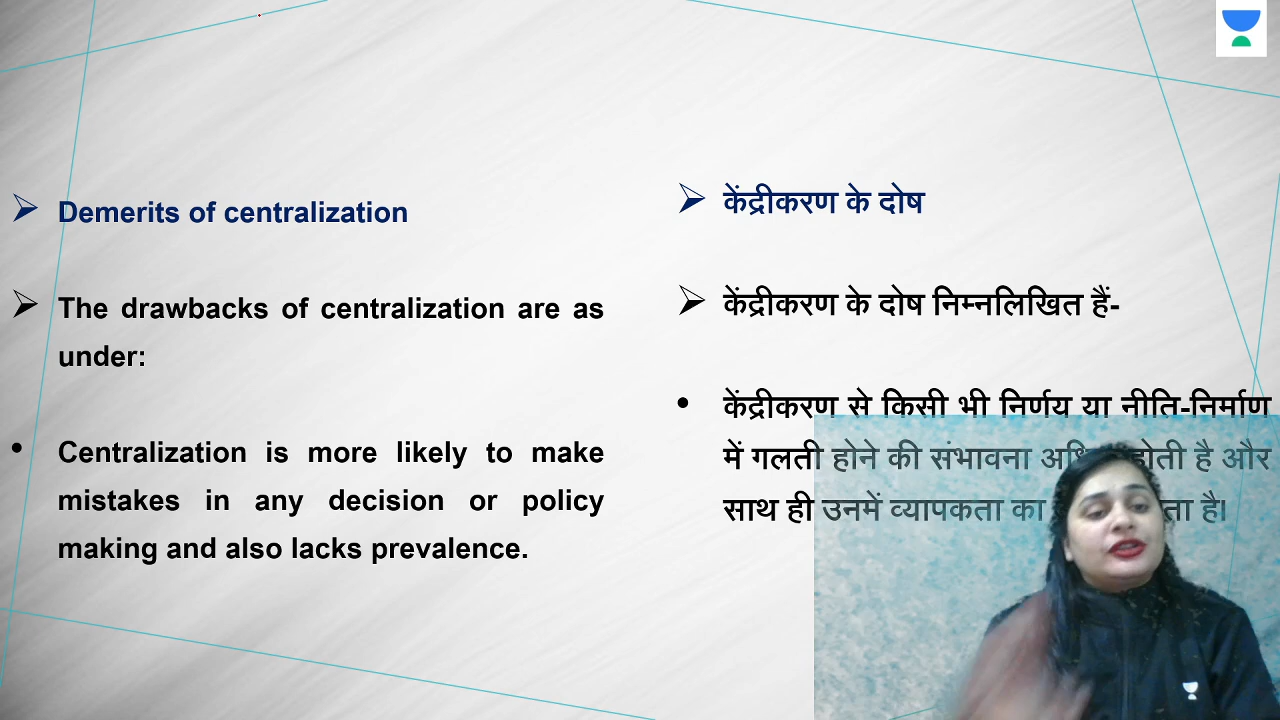 Demerits of centralization
The drawbacks of centralization are as
under:
Centralization is more likely to make
mistakes in any decision or policy
making and also lacks prevalence.
केंद्रीकरण के दोष
केंद्रीकरण के दोष निम्नलिखित हैं-
केंद्रीकरण से किसी भी निर्णय या नीति-निर्माण
में गलती होने की संभावना होती है और
साथ ही उनमें व्यापकता का है।